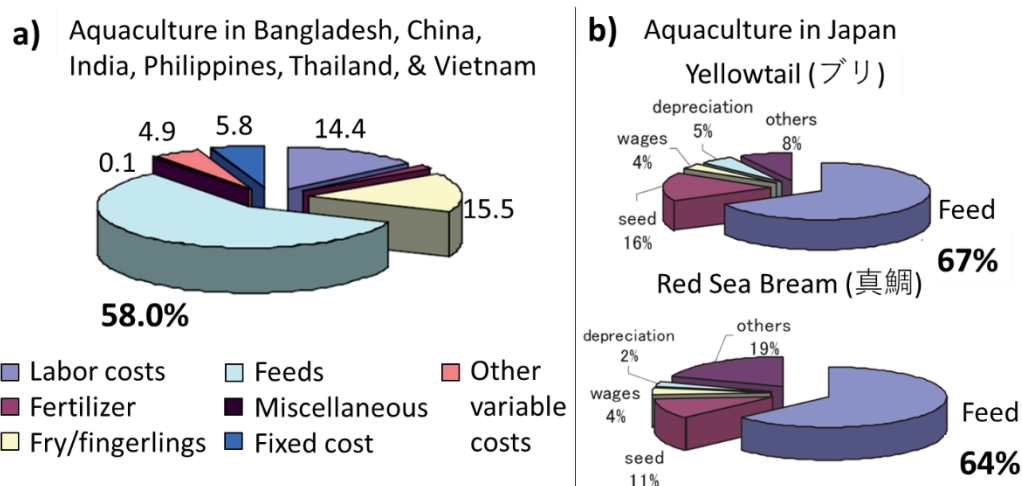 a) Aquaculture in Bangladesh, China,
India, Philippines, Thailand, & Vietnam
14.4
15.5
58.0%
0.1
4.9
5.8
Labor costs
Fertilizer
Fry/fingerlings
Feeds
Miscellaneous
Fixed cost
Other
variable
costs
b) Aquaculture in Japan
Yellowtail (ブリ)
depreciation
5%
others
8%
wages
4%
seed
16%
Feed
67%
Red Sea Bream (真鯛)
depreciation
2%
others
19%
wages
4%
seed
11%
Feed
64%